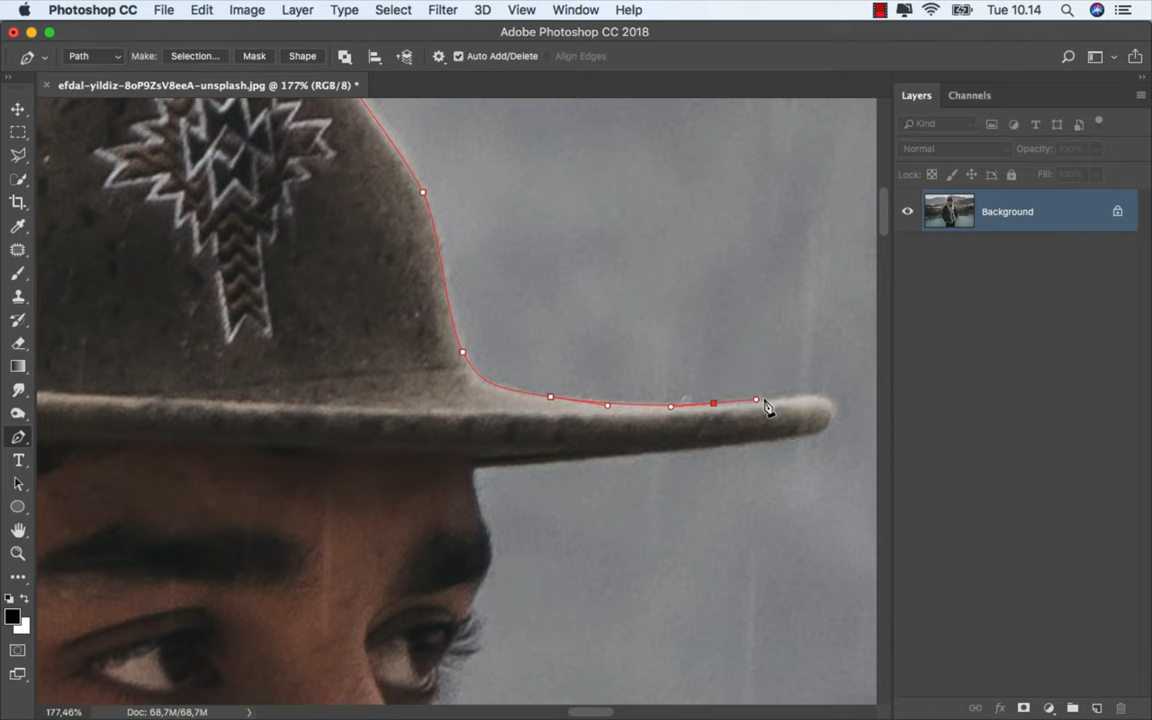 Photoshop CC File Edit Image Layer Type Select Filter 3D View Window Help Tue 10.14
Adobe Photoshop CC 2018
Path Make: Selection... Mask Shape Auto Add/Delete Align Edges
efdal-yildiz-8oP9ZsV8eeA-unsplash.jpg @ 177% (RGB/8) *
Layers Channels
Kind
Normal Opacity: 100%
Lock: Fill: 100%
Background
177,46% Doc: 68,7M/68,7M